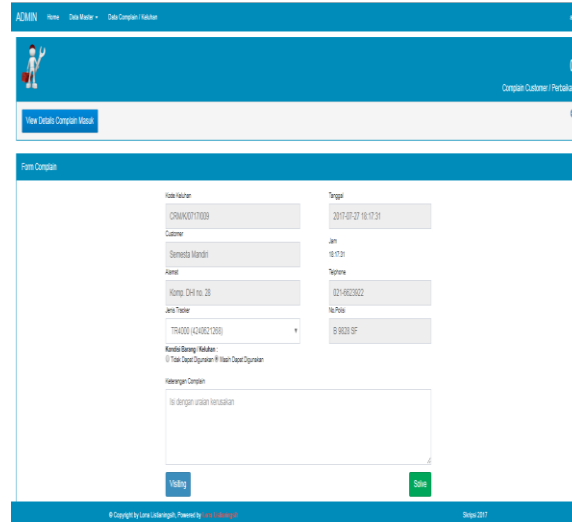 ADMIN Home Data Master Data Complain / Keluhan
Complain Customer / Perbaika
View Details Complain Masuk
Form Complain
Kode Keluhan Tanggal
CRM/K/0717/009 2017-07-27 18:17:31
Customer Jam
Semesta Mandiri 18:17:31
Alamat Telphone
Komp. DHI no. 28 021-6623922
Jenis Tracker No.Polisi
TR4000 (4240621268) B 9828 SF
Kondisi Barang / Keluhan :
Tidak Dapat Digunakan Masih Dapat Digunakan
Keterangan Complain
Isi dengan uraian kerusakan
Visiting Solve
© Copyright by Lona Listianingsih, Powered by Skripsi 2017